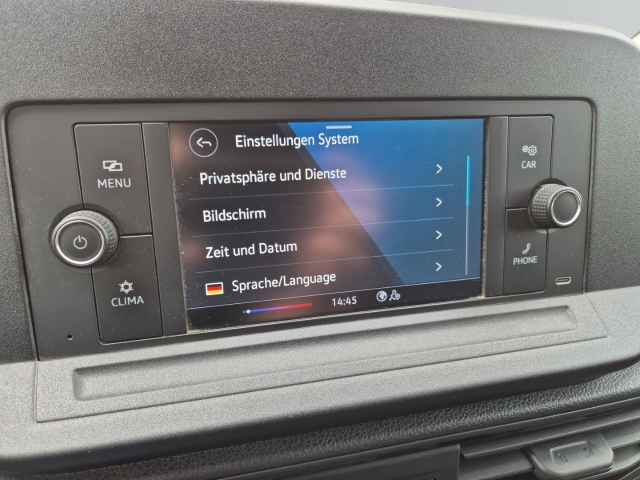 Einstellungen System
Privatsphäre und Dienste
Bildschirm
Zeit und Datum
Sprache/Language
14:45
MENU
CLIMA
CAR
PHONE